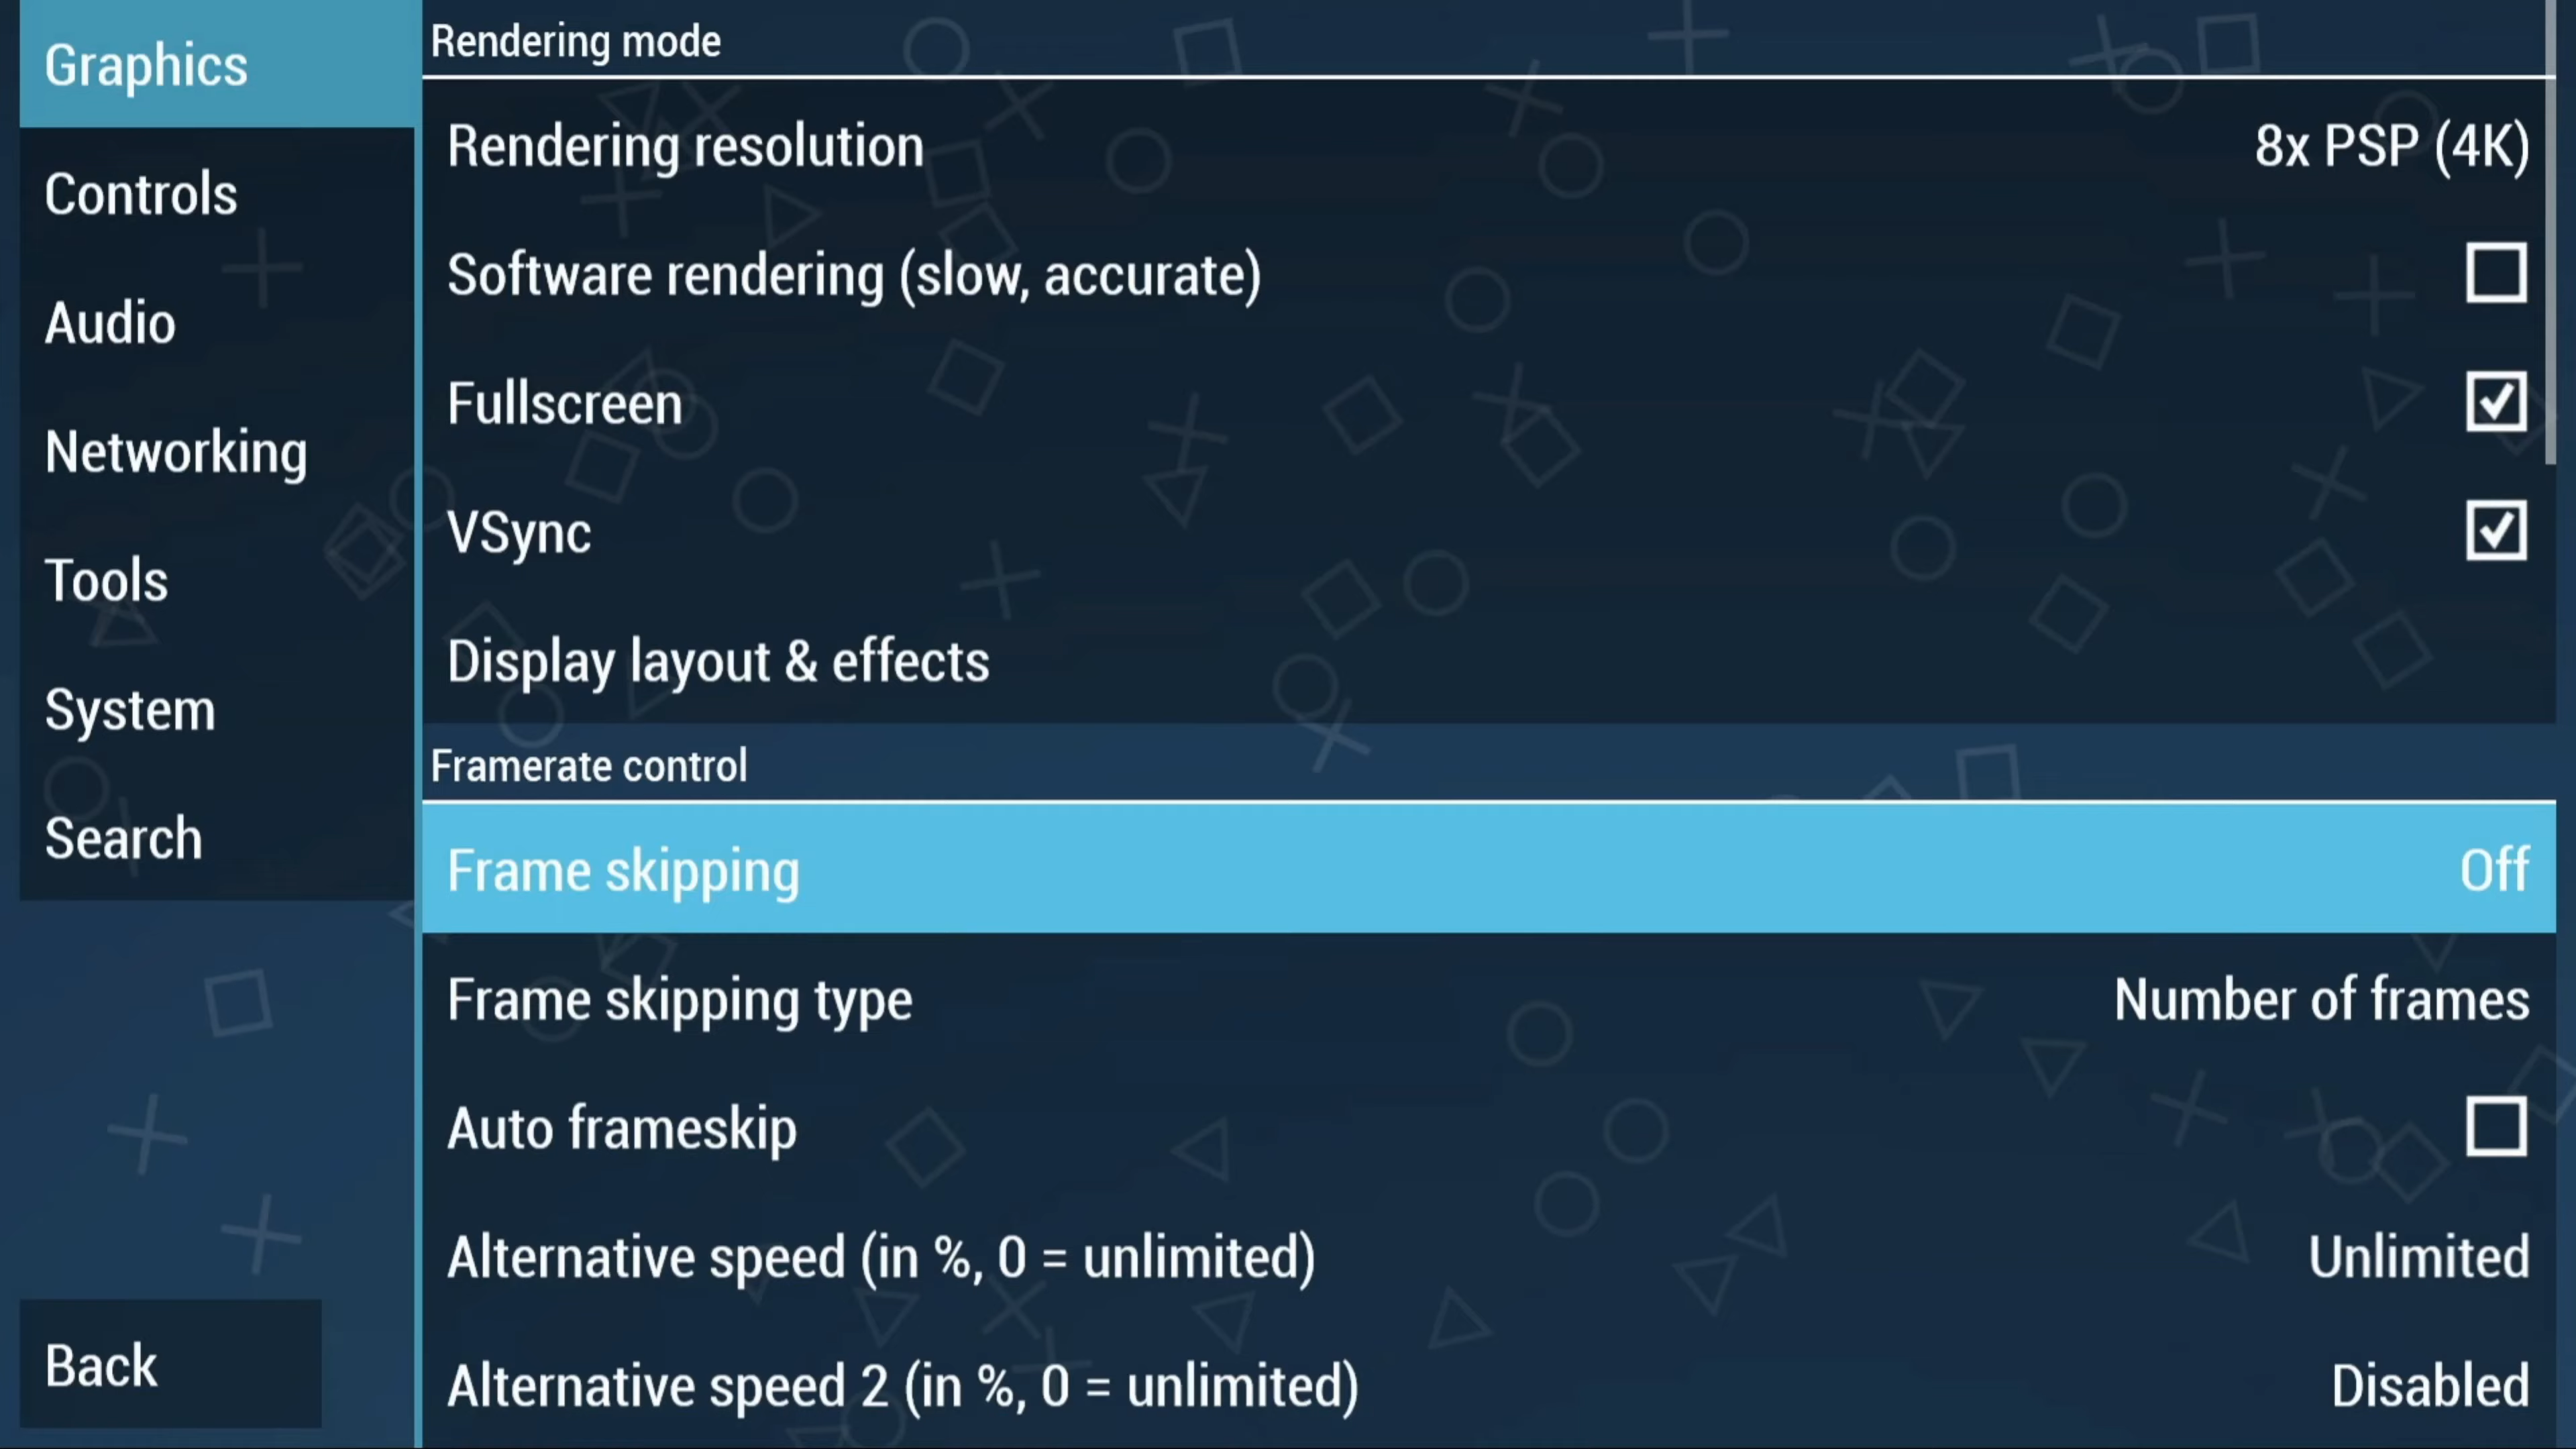 Graphics
Controls
Audio
Networking
Tools
System
Search
Back
Rendering mode
Rendering resolution 8x PSP (4K)
Software rendering (slow, accurate)
Fullscreen
VSync
Display layout & effects
Framerate control
Frame skipping Off
Frame skipping type Number of frames
Auto frameskip
Alternative speed (in %, 0 = unlimited) Unlimited
Alternative speed 2 (in %, 0 = unlimited) Disabled